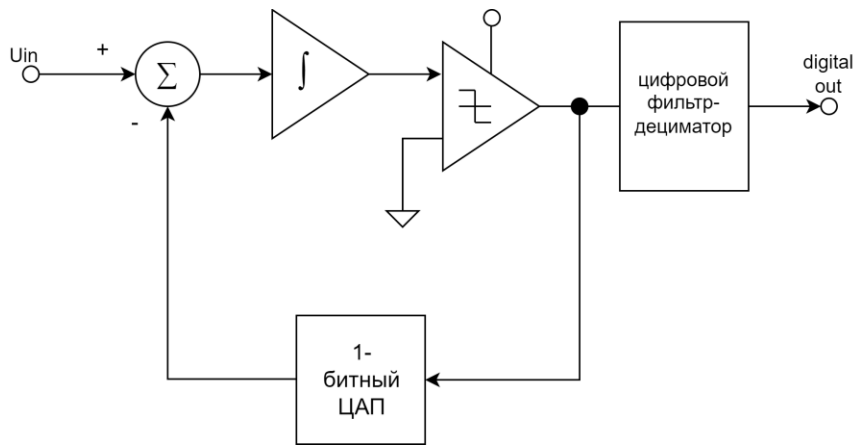 Uin
+
-
Σ
∫
цифровой
фильтр-
дециматор
digital
out
1-
битный
ЦАП